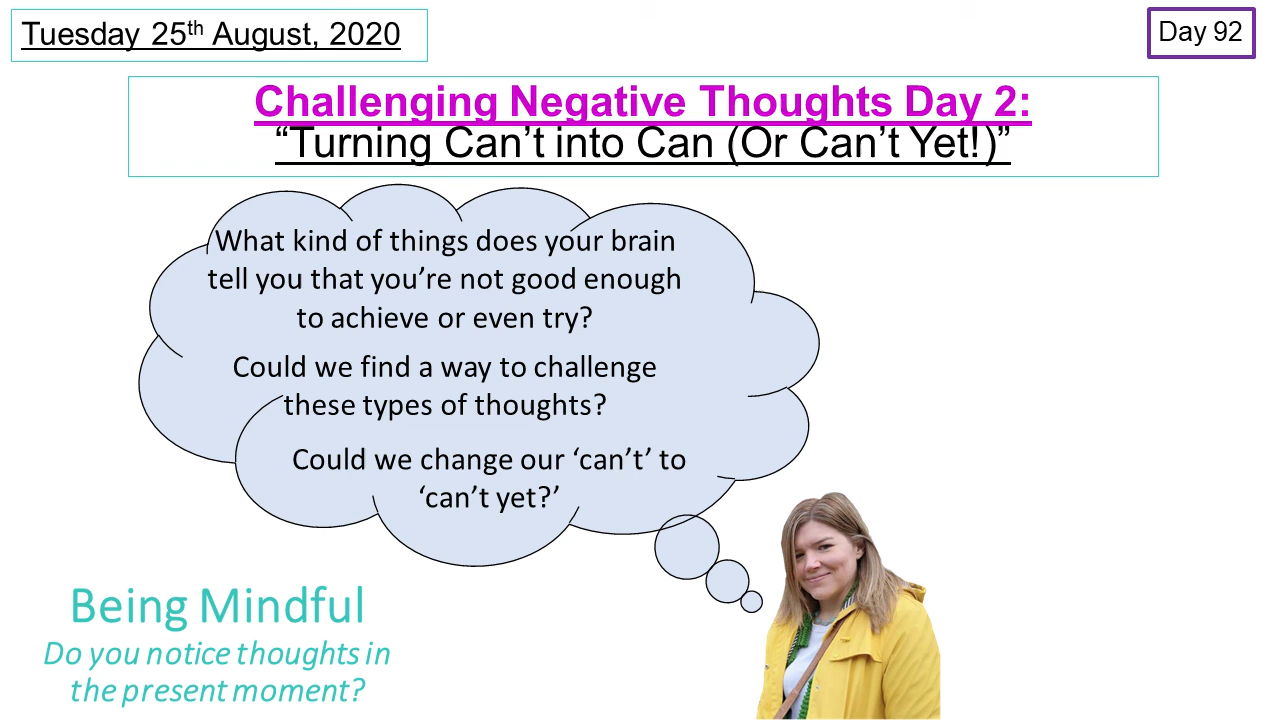 Tuesday 25th August, 2020
Day 92
Challenging Negative Thoughts Day 2:
“Turning Can’t into Can (Or Can’t Yet!)”
What kind of things does your brain
tell you that you’re not good enough
to achieve or even try?
Could we find a way to challenge
these types of thoughts?
Could we change our ‘can’t’ to
‘can’t yet?’
Being Mindful
Do you notice thoughts in
the present moment?